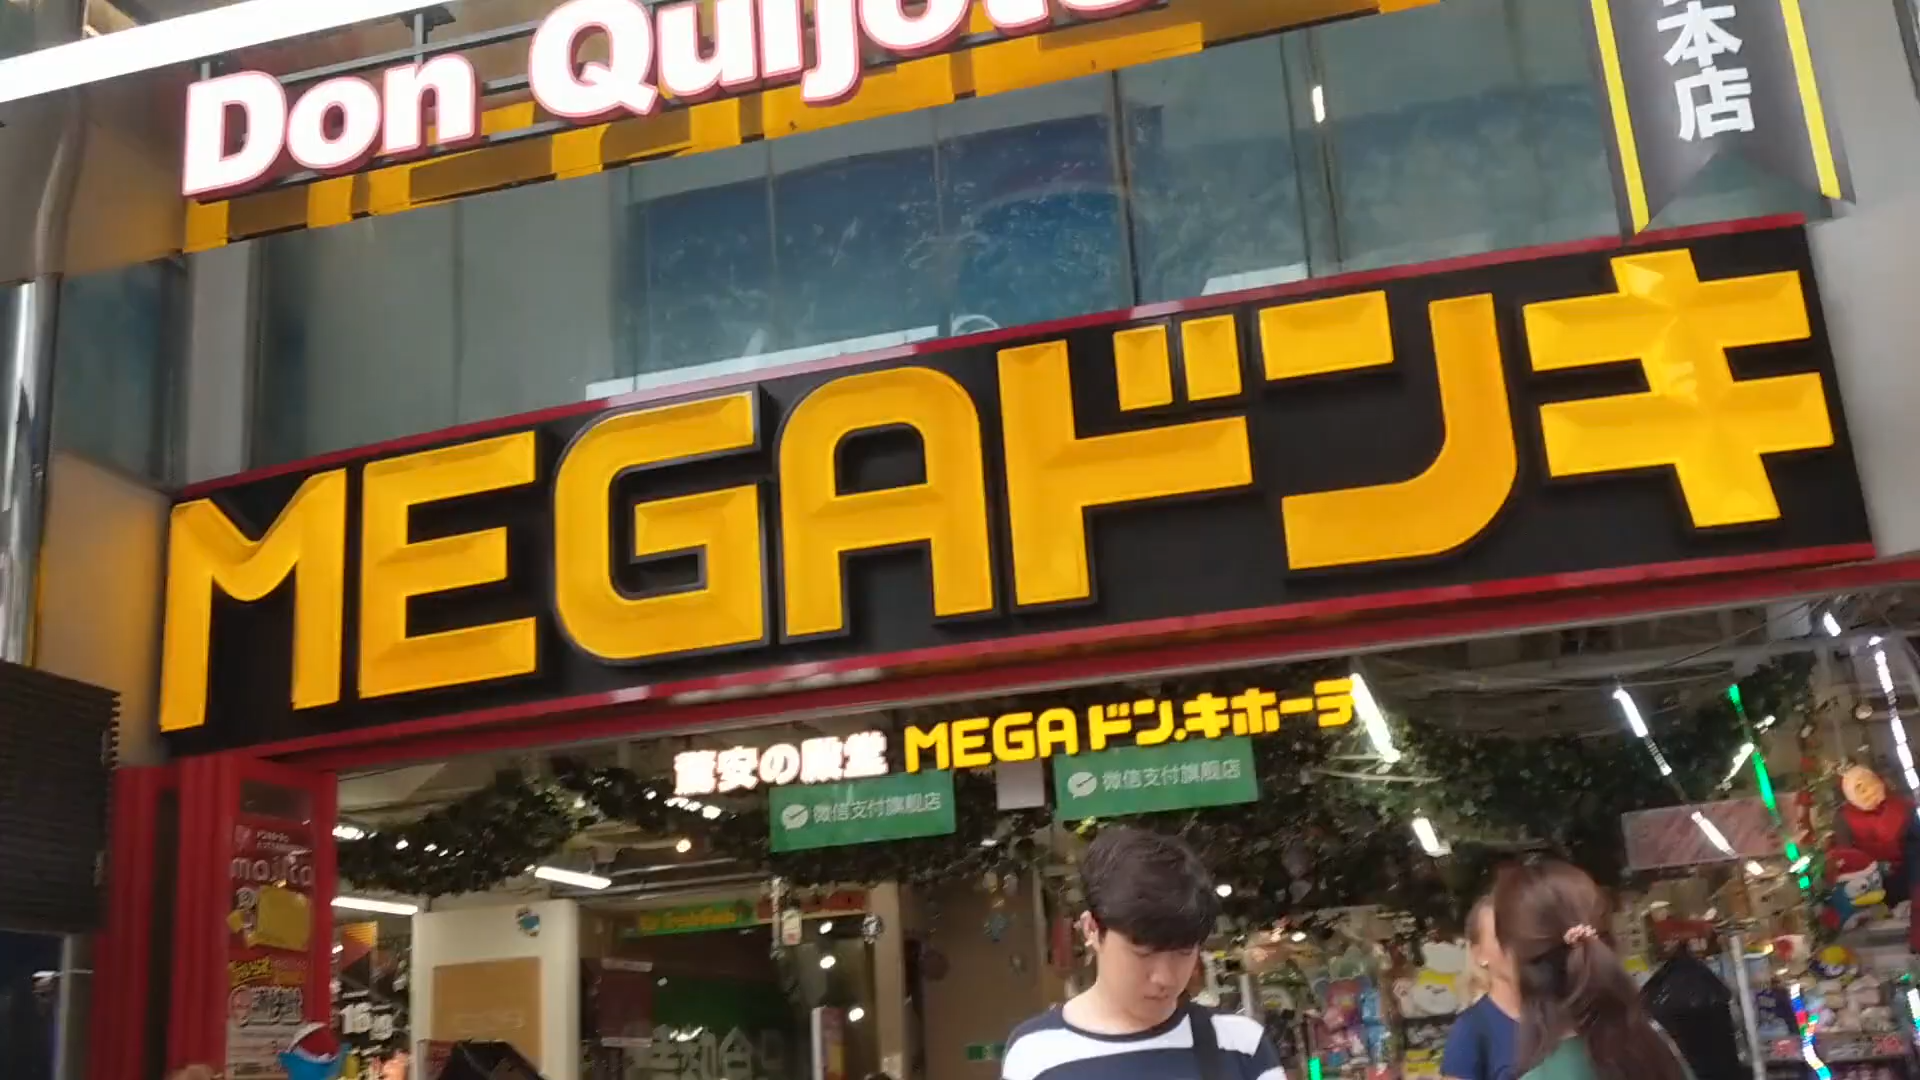 Don Quijote
本店
MEGAドンキ
驚安の殿堂 MEGAドン.キホーテ
微信支付旗舰店
微信支付旗舰店
majica